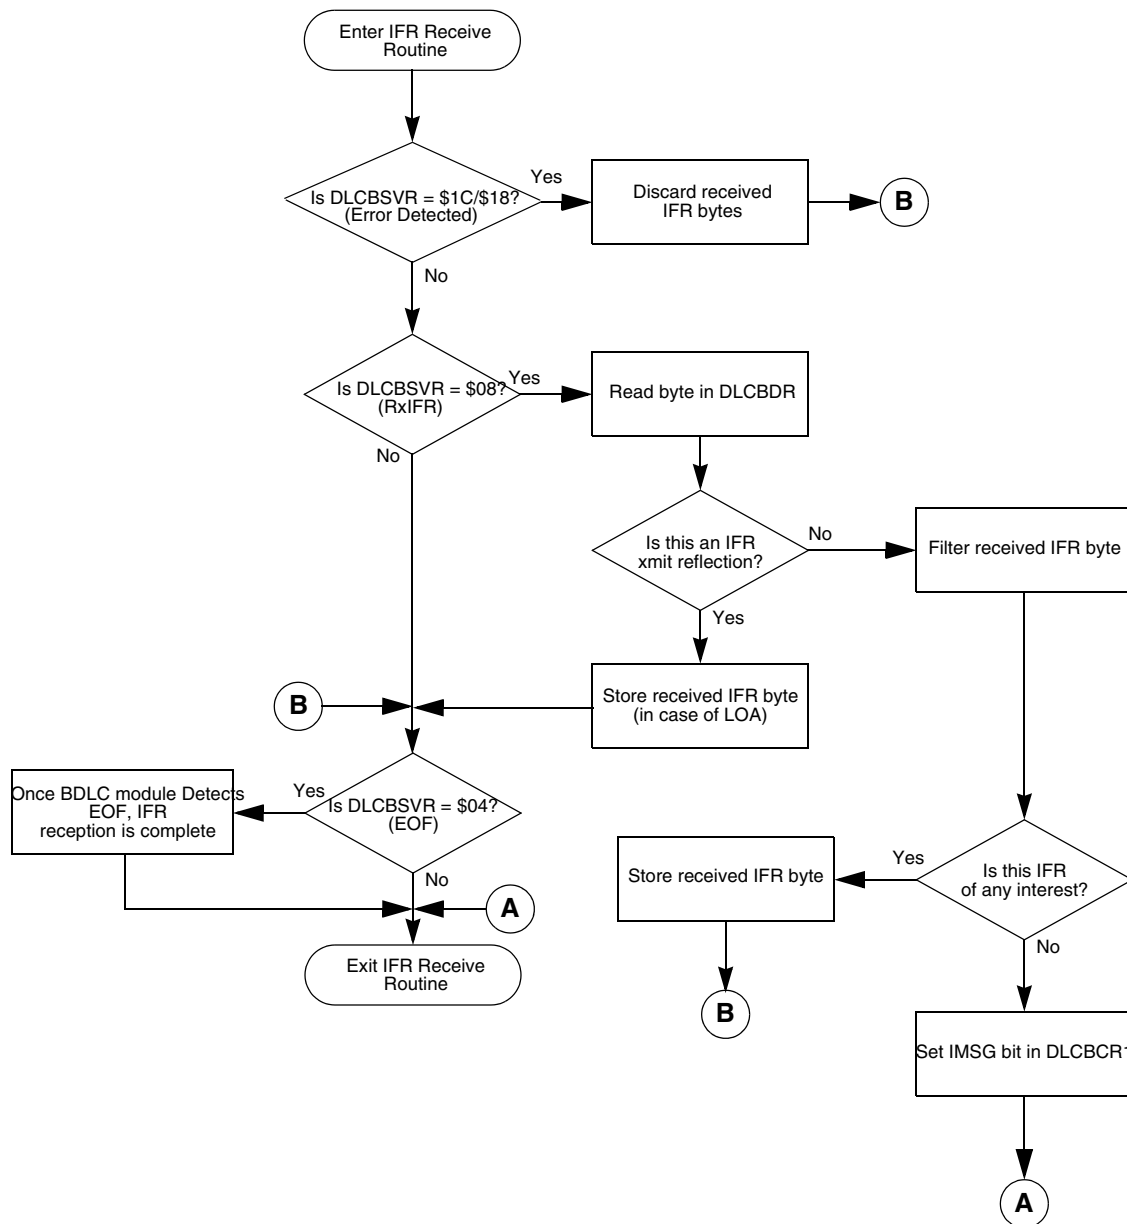 Enter IFR Receive
Routine
Is DLCBSVR = $1C/$18?
(Error Detected)
Yes
Discard received
IFR bytes
B
No
Is DLCBSVR = $08?
(RxIFR)
Yes
Read byte in DLCBDR
No
Is this an IFR
xmit reflection?
No
Filter received IFR byte
Yes
Store received IFR byte
(in case of LOA)
B
Is DLCBSVR = $04?
(EOF)
Yes
Once BDLC module Detects
EOF, IFR
reception is complete
No
A
Exit IFR Receive
Routine
Is this IFR
of any interest?
Yes
Store received IFR byte
B
No
Set IMSG bit in DLCBCR1
A